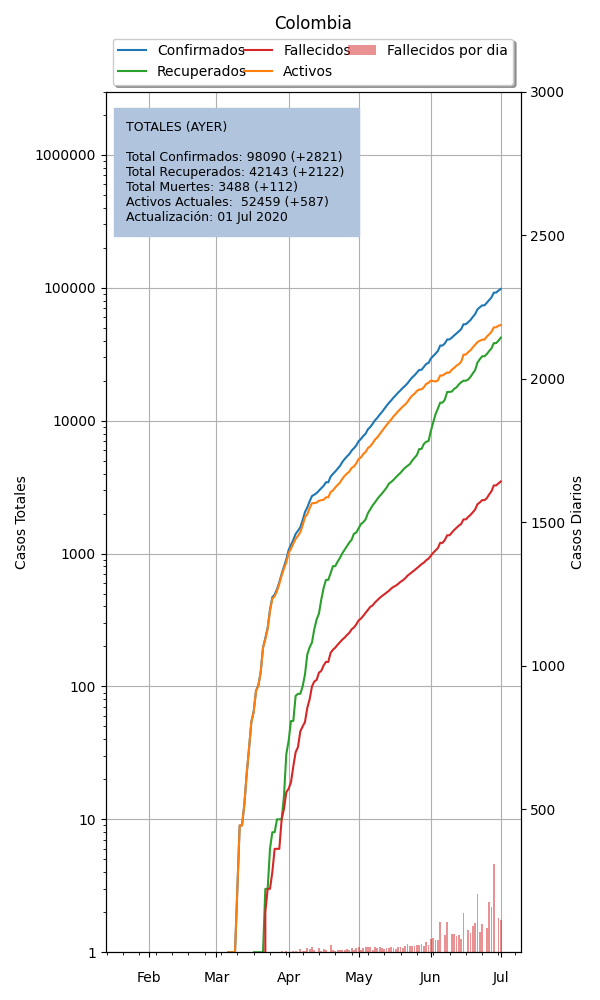 Colombia
Confirmados
Recuperados
Fallecidos
Activos
Fallecidos por dia
TOTALES (AYER)
Total Confirmados: 98090 (+2821)
Total Recuperados: 42143 (+2122)
Total Muertes: 3488 (+112)
Activos Actuales:  52459 (+587)
Actualización: 01 Jul 2020
Casos Totales
1000000
100000
10000
1000
100
10
1
3000
2500
2000
1500
1000
500
Casos Diarios
Feb
Mar
Apr
May
Jun
Jul